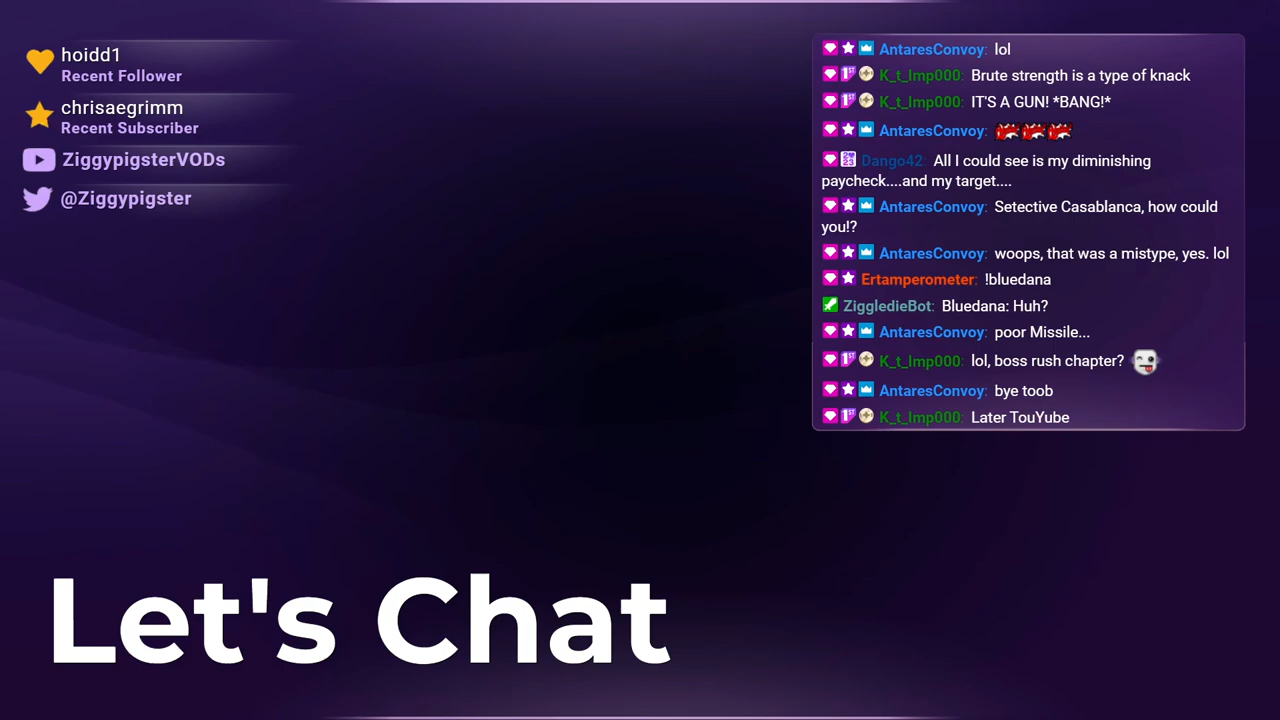 hoidd1
Recent Follower
chrisaegrimm
Recent Subscriber
ZiggypigsterVODs
@Ziggypigster
AntaresConvoy: lol
K_t_Imp000: Brute strength is a type of knack
K_t_Imp000: IT'S A GUN! *BANG!*
AntaresConvoy:
Dango42: All I could see is my diminishing
paycheck....and my target....
AntaresConvoy: Setective Casablanca, how could
you!?
AntaresConvoy: woops, that was a mistype, yes. lol
Ertamperometer: !bluedana
ZiggledieBot: Bluedana: Huh?
AntaresConvoy: poor Missile...
K_t_Imp000: lol, boss rush chapter?
AntaresConvoy: bye toob
K_t_Imp000: Later TouYube
Let's Chat